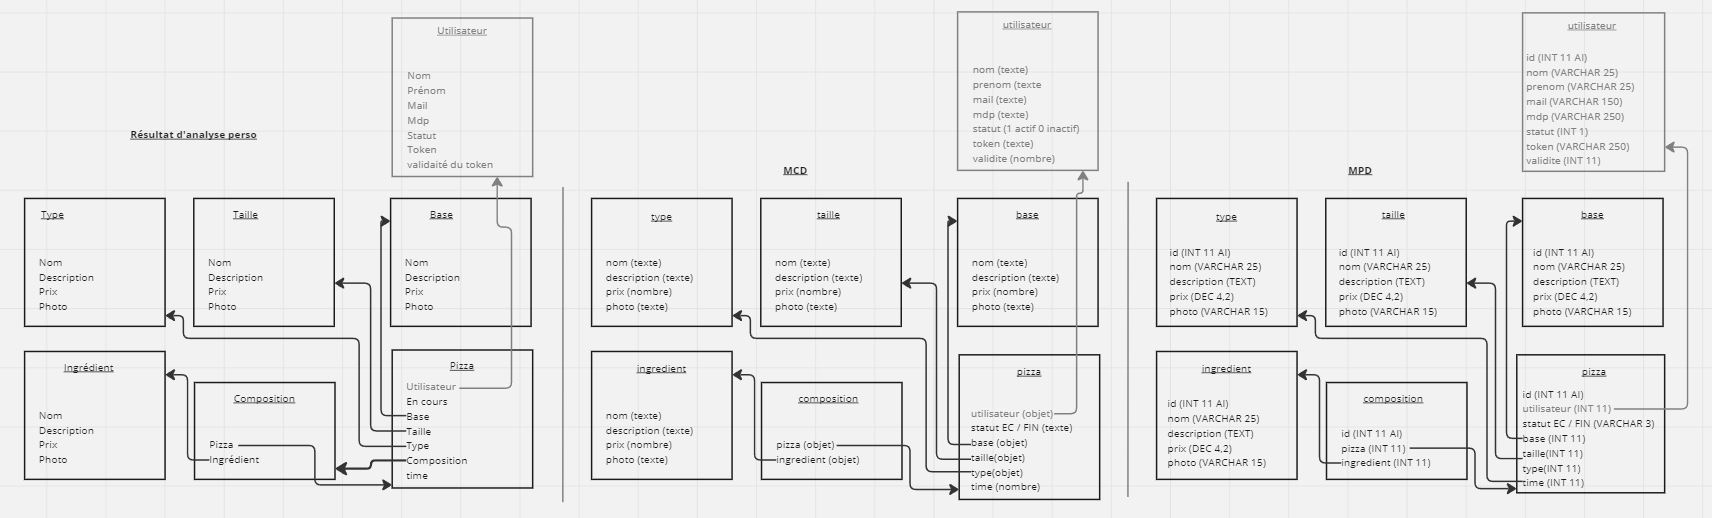 Résultat d'analyse perso
Utilisateur
Nom
Prénom
Mail
Mdp
Statut
Token
validaité du token
Type
Nom
Description
Prix
Photo
Taille
Nom
Description
Prix
Photo
Base
Nom
Description
Prix
Photo
Ingrédient
Nom
Description
Prix
Photo
Composition
Pizza
Ingrédient
Pizza
Utilisateur
En cours
Base
Taille
Type
Composition
time
MCD
utilisateur
nom (texte)
prenom (texte
mail (texte)
mdp (texte)
statut (1 actif 0 inactif)
token (texte)
validite (nombre)
type
nom (texte)
description (texte)
prix (nombre)
photo (texte)
taille
nom (texte)
description (texte)
prix (nombre)
photo (texte)
base
nom (texte)
description (texte)
prix (nombre)
photo (texte)
ingredient
nom (texte)
description (texte)
prix (nombre)
photo (texte)
composition
pizza (objet)
ingredient (objet)
pizza
utilisateur (objet)
statut EC / FIN (texte)
base (objet)
taille(objet)
type(objet)
time (nombre)
MPD
utilisateur
id (INT 11 AI)
nom (VARCHAR 25)
prenom (VARCHAR 25)
mail (VARCHAR 150)
mdp (VARCHAR 250)
statut (INT 1)
token (VARCHAR 250)
validite (INT 11)
type
id (INT 11 AI)
nom (VARCHAR 25)
description (TEXT)
prix (DEC 4,2)
photo (VARCHAR 15)
taille
id (INT 11 AI)
nom (VARCHAR 25)
description (TEXT)
prix (DEC 4,2)
photo (VARCHAR 15)
base
id (INT 11 AI)
nom (VARCHAR 25)
description (TEXT)
prix (DEC 4,2)
photo (VARCHAR 15)
ingredient
id (INT 11 AI)
nom (VARCHAR 25)
description (TEXT)
prix (DEC 4,2)
photo (VARCHAR 15)
composition
id (INT 11 AI)
pizza (INT 11)
ingredient (INT 11)
pizza
id (INT 11 AI)
utilisateur (INT 11)
statut EC / FIN (VARCHAR 3)
base (INT 11)
taille(INT 11)
type(INT 11)
time (INT 11)